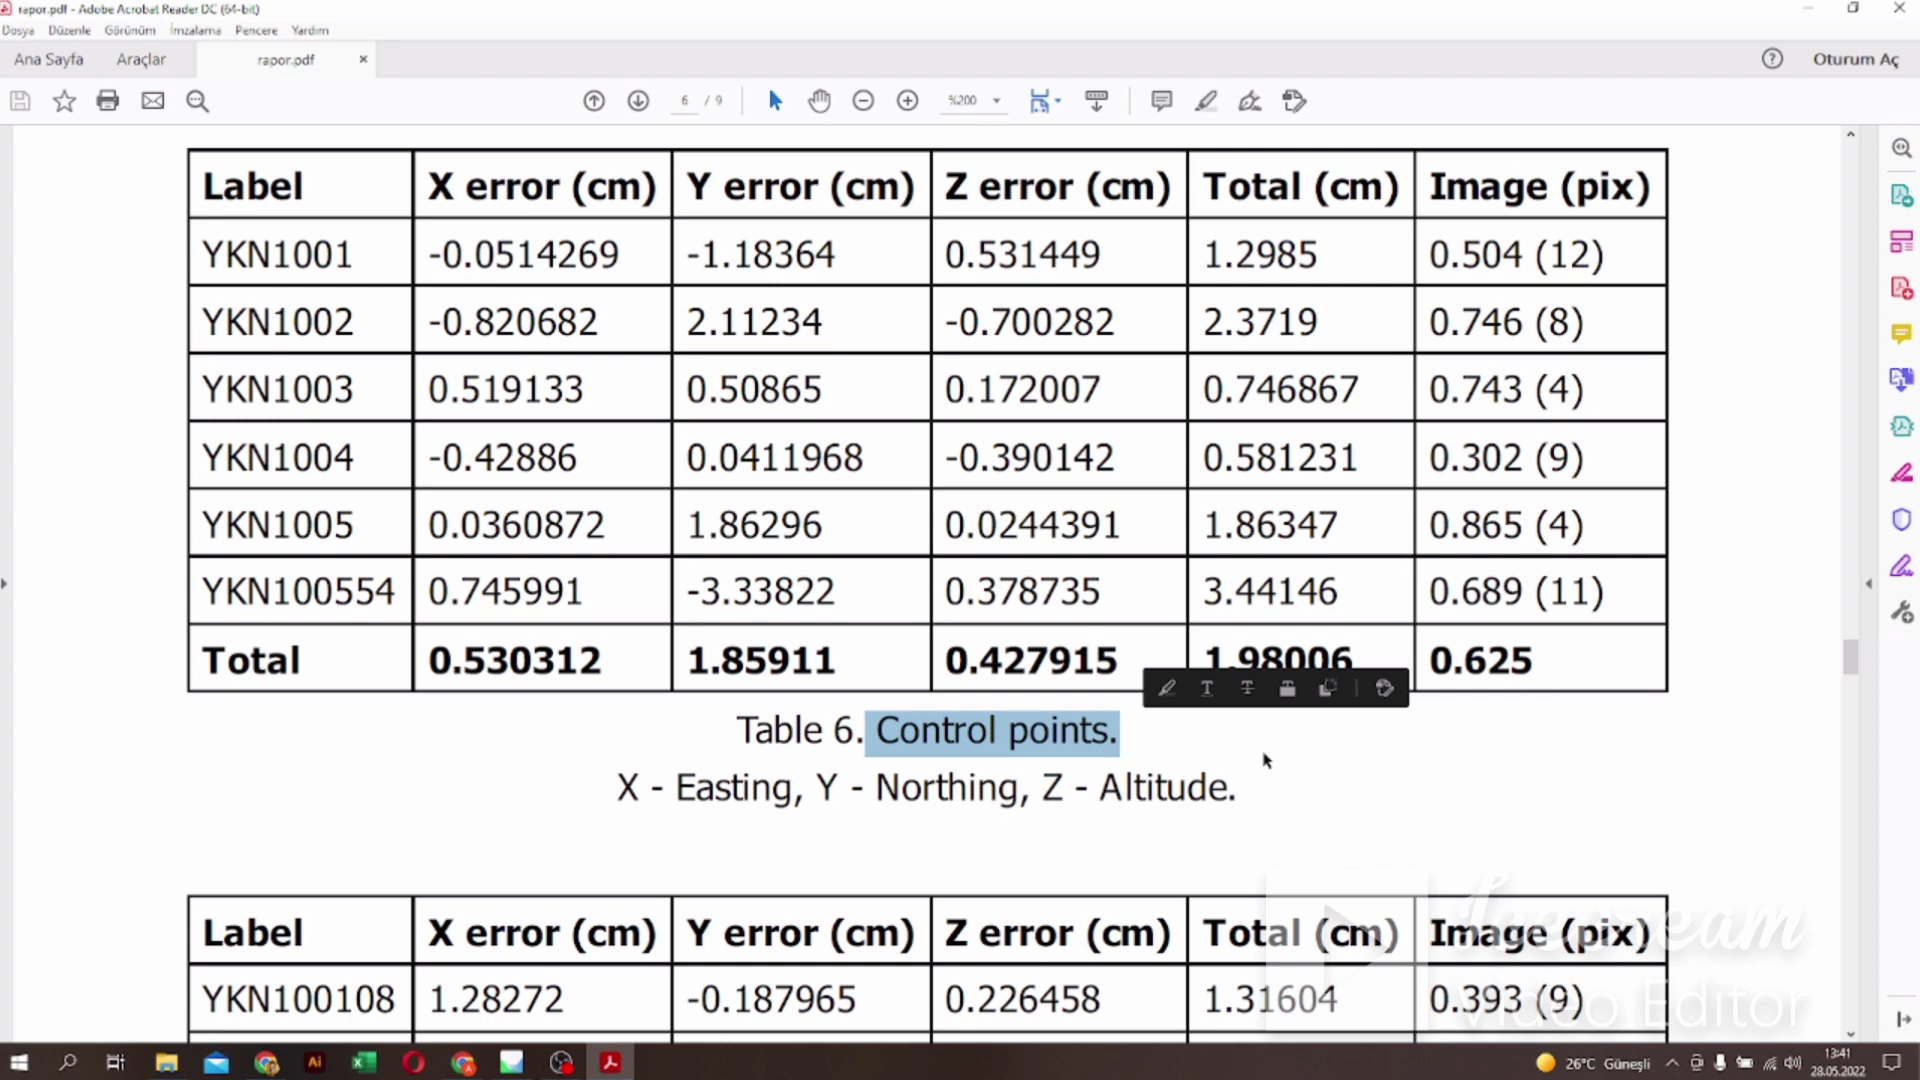 rapor.pdf - Adobe Acrobat Reader DC (64-bit)
Dosya Düzenle Görünüm İmzalama Pencere Yardım
Ana Sayfa Araçlar rapor.pdf Oturum Aç
6 / 9 %200
Label X error (cm) Y error (cm) Z error (cm) Total (cm) Image (pix)
YKN1001 -0.0514269 -1.18364 0.531449 1.2985 0.504 (12)
YKN1002 -0.820682 2.11234 -0.700282 2.3719 0.746 (8)
YKN1003 0.519133 0.50865 0.172007 0.746867 0.743 (4)
YKN1004 -0.42886 0.0411968 -0.390142 0.581231 0.302 (9)
YKN1005 0.0360872 1.86296 0.0244391 1.86347 0.865 (4)
YKN100554 0.745991 -3.33822 0.378735 3.44146 0.689 (11)
Total 0.530312 1.85911 0.427915 1.98006 0.625
Table 6. Control points.
X - Easting, Y - Northing, Z - Altitude.
Label X error (cm) Y error (cm) Z error (cm) Total (cm) Image (pix)
YKN100108 1.28272 -0.187965 0.226458 1.31604 0.393 (9)
Video Editor
26°C Güneşli
13:41
28.05.2022